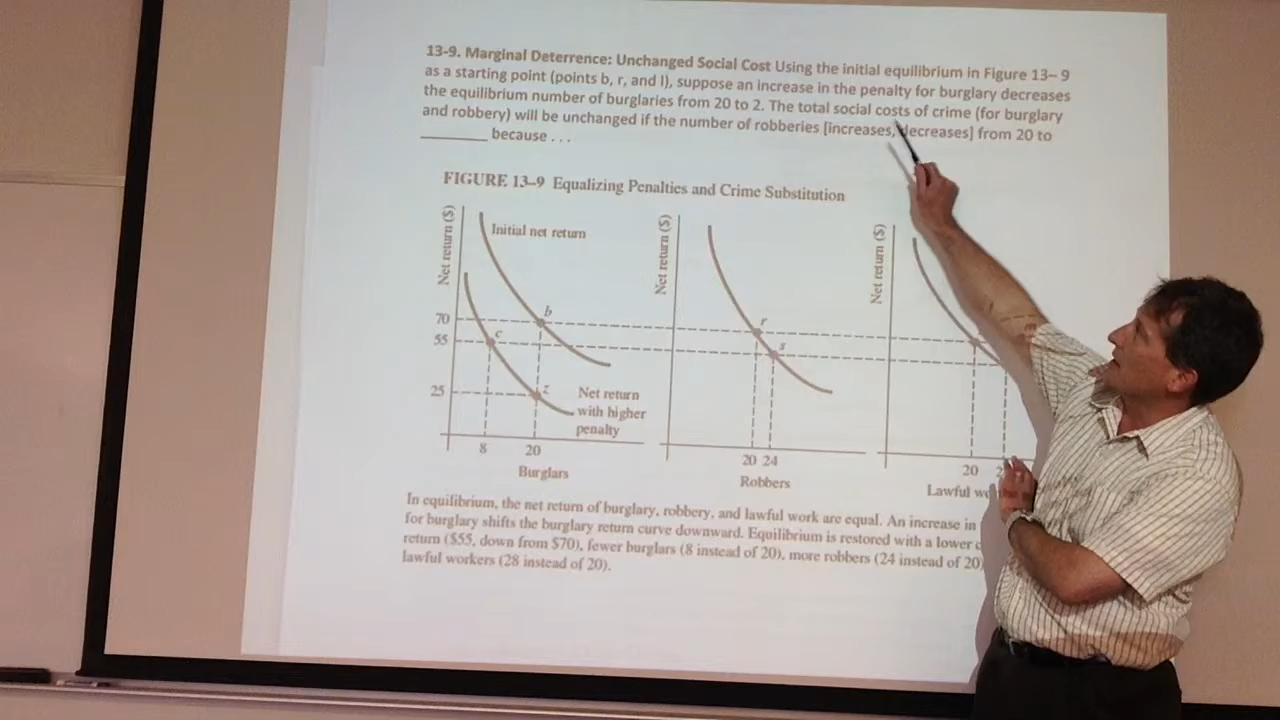 13-9. Marginal Deterrence: Unchanged Social Cost Using the initial equilibrium in Figure 13– 9
as a starting point (points b, r, and l), suppose an increase in the penalty for burglary decreases
the equilibrium number of burglaries from 20 to 2. The total social costs of crime (for burglary
and robbery) will be unchanged if the number of robberies [increases, decreases] from 20 to
________ because . . .
FIGURE 13–9 Equalizing Penalties and Crime Substitution
Net return ($)
Initial net return
70
55
25
b
c
z
Net return
with higher
penalty
8
20
Burglars
Net return ($)
r
s
20 24
Robbers
Net return ($)
20
Lawful
In equilibrium, the net return of burglary, robbery, and lawful work are equal. An increase in
for burglary shifts the burglary return curve downward. Equilibrium is restored with a lower
return ($55, down from $70), fewer burglars (8 instead of 20), more robbers (24 instead of 20)
lawful workers (28 instead of 20).